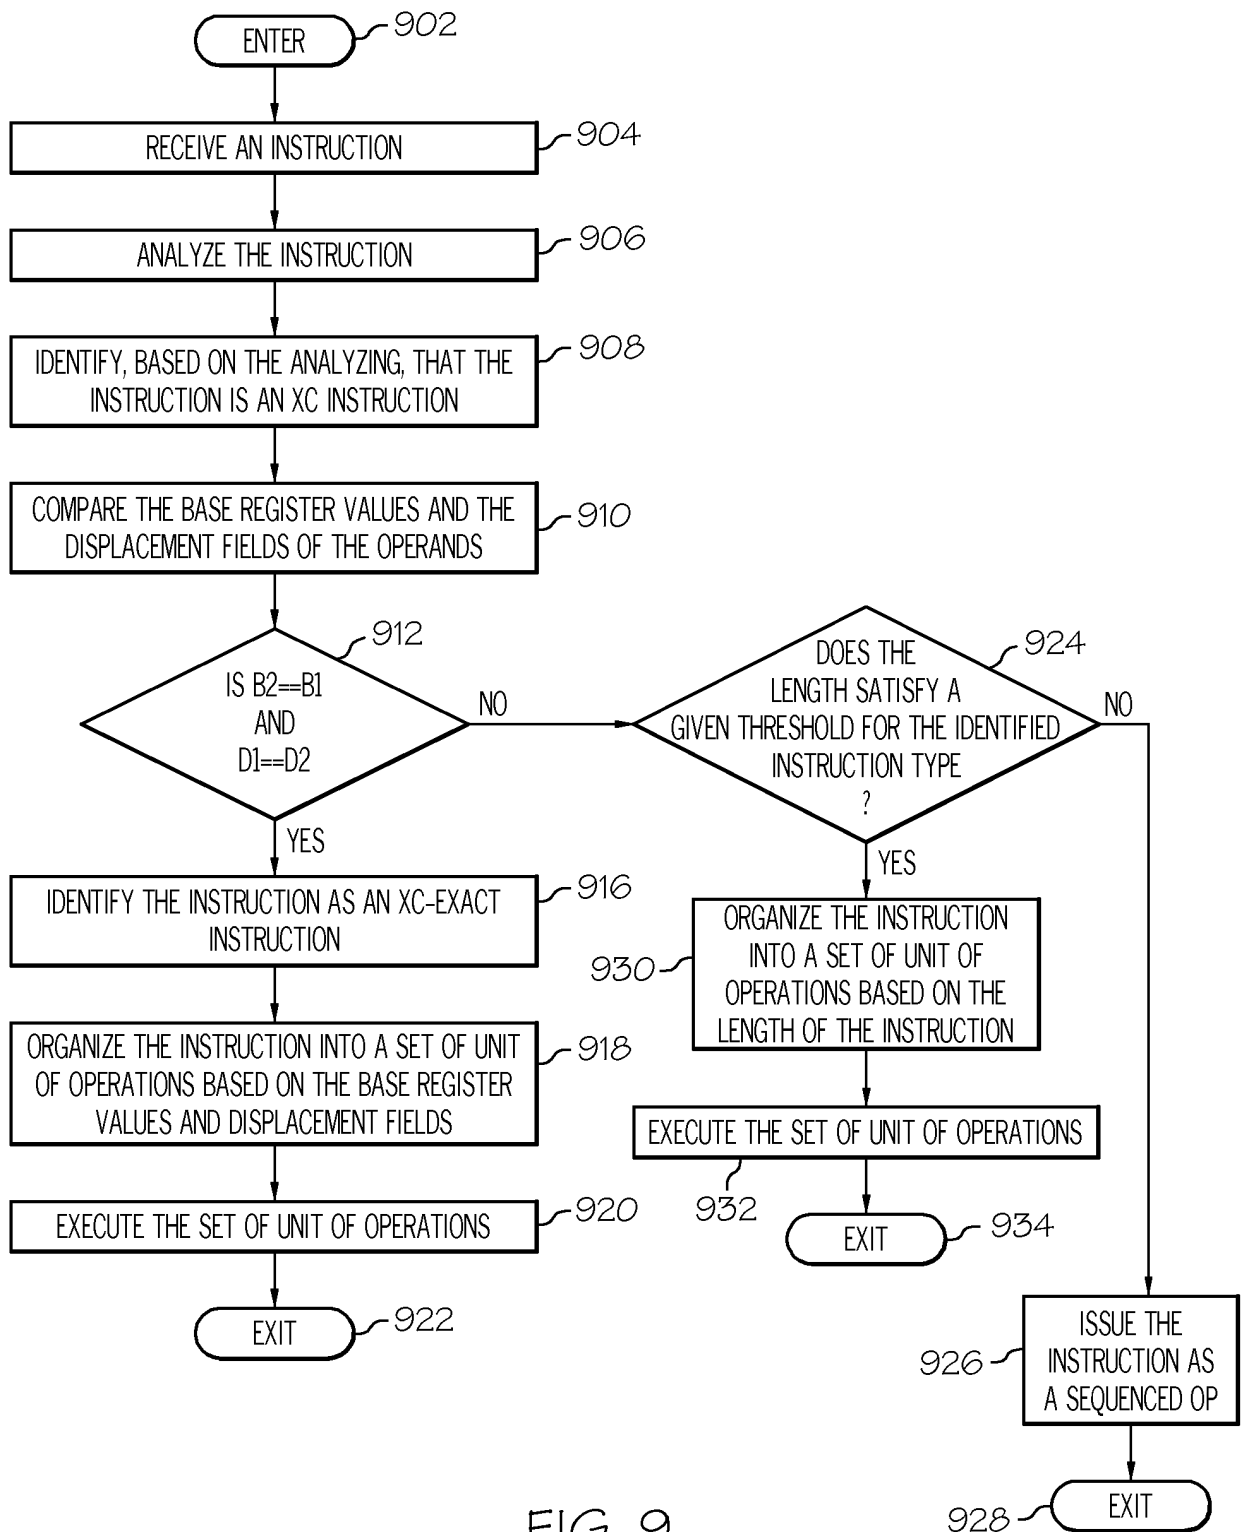 ENTER
902
RECEIVE AN INSTRUCTION
904
ANALYZE THE INSTRUCTION
906
IDENTIFY, BASED ON THE ANALYZING, THAT THE
INSTRUCTION IS AN XC INSTRUCTION
908
COMPARE THE BASE REGISTER VALUES AND THE
DISPLACEMENT FIELDS OF THE OPERANDS
910
IS B2==B1
AND
D1==D2
912
NO
YES
IDENTIFY THE INSTRUCTION AS AN XC-EXACT
INSTRUCTION
916
ORGANIZE THE INSTRUCTION INTO A SET OF UNIT
OF OPERATIONS BASED ON THE BASE REGISTER
VALUES AND DISPLACEMENT FIELDS
918
EXECUTE THE SET OF UNIT OF OPERATIONS
920
EXIT
922
DOES THE
LENGTH SATISFY A
GIVEN THRESHOLD FOR THE IDENTIFIED
INSTRUCTION TYPE
?
924
NO
YES
ORGANIZE THE INSTRUCTION
INTO A SET OF UNIT OF
OPERATIONS BASED ON THE
LENGTH OF THE INSTRUCTION
930
EXECUTE THE SET OF UNIT OF OPERATIONS
932
EXIT
934
ISSUE THE
INSTRUCTION AS
A SEQUENCED OP
926
EXIT
928
FIG. 9